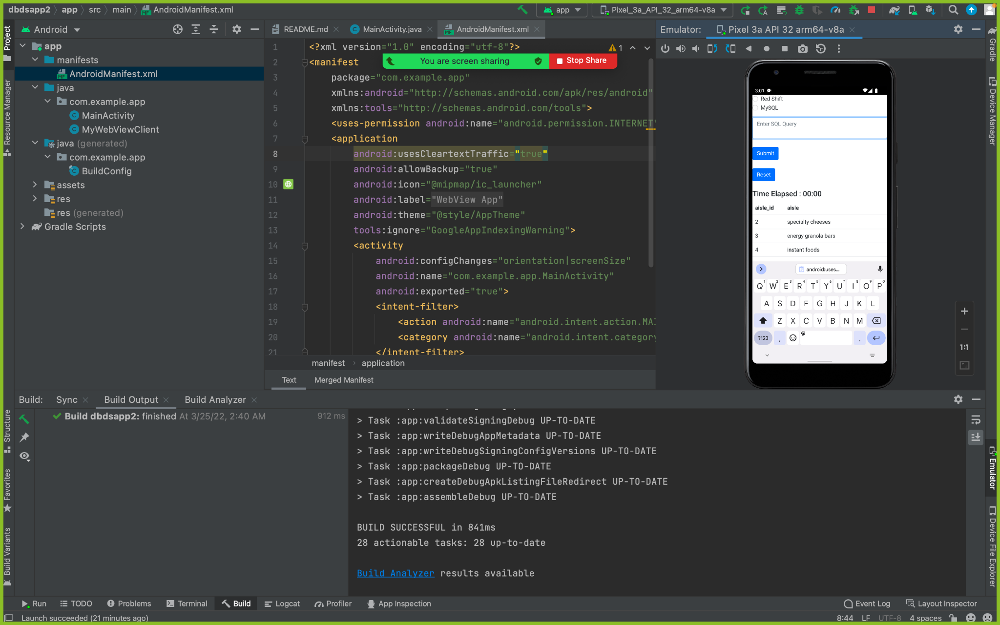 dbdsapp2 app src main AndroidManifest.xml app Pixel_3a_API_32_arm64-v8a
Android
README.md MainActivity.java AndroidManifest.xml
Emulator: Pixel 3a API 32 arm64-v8a
Project
Resource Manager
Structure
Favorites
Build Variants
app
manifests
AndroidManifest.xml
java
com.example.app
MainActivity
MyWebViewClient
java (generated)
com.example.app
BuildConfig
assets
res
res (generated)
Gradle Scripts
You are screen sharing Stop Share
1
1 <?xml version="1.0" encoding="utf-8"?>
2 <manifest
3 package="com.example.app"
4 xmlns:android="http://schemas.android.com/apk/res/android"
5 xmlns:tools="http://schemas.android.com/tools">
6 <uses-permission android:name="android.permission.INTERNET"
7 <application
8 android:usesCleartextTraffic="true"
9 android:allowBackup="true"
10 android:icon="@mipmap/ic_launcher"
11 android:label="WebView App"
12 android:theme="@style/AppTheme"
13 tools:ignore="GoogleAppIndexingWarning">
14 <activity
15 android:configChanges="orientation|screenSize"
16 android:name="com.example.app.MainActivity"
17 android:exported="true">
18 <intent-filter>
19 <action android:name="android.intent.action.MAI
20 <category android:name="android.intent.category
21 </intent-filter>
manifest application
Text Merged Manifest
3:01
Red Shift
MySQL
Enter SQL Query
Submit
Reset
Time Elapsed : 00:00
aisle_id aisle
2 specialty cheeses
3 energy granola bars
4 instant foods
android:uses...
Q1 W2 E3 R4 T5 Y6 U7 I8 O9 P0
A S D F G H J K L
Z X C V B N M
?123 , .
1:1
Gradle
Device Manager
Emulator
Device File Explorer
Build: Sync Build Output Build Analyzer
Build dbdsapp2: finished At 3/25/22, 2:40 AM 912 ms
> Task :app:validateSigningDebug UP-TO-DATE
> Task :app:writeDebugAppMetadata UP-TO-DATE
> Task :app:writeDebugSigningConfigVersions UP-TO-DATE
> Task :app:packageDebug UP-TO-DATE
> Task :app:createDebugApkListingFileRedirect UP-TO-DATE
> Task :app:assembleDebug UP-TO-DATE
BUILD SUCCESSFUL in 841ms
28 actionable tasks: 28 up-to-date
Build Analyzer results available
Run TODO Problems Terminal Build Logcat Profiler App Inspection Event Log Layout Inspector
Launch succeeded (21 minutes ago) 8:44 LF UTF-8 4 spaces